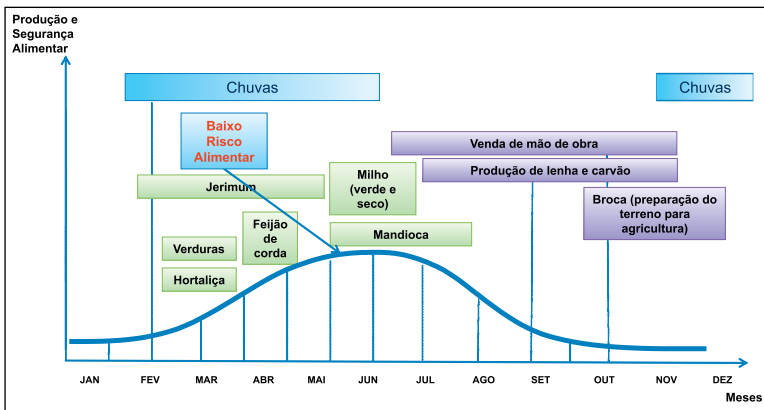 Produção e
Segurança
Alimentar
Chuvas
Chuvas
Baixo
Risco
Alimentar
Venda de mão de obra
Produção de lenha e carvão
Milho
(verde e
seco)
Jerimum
Broca (preparação do
terreno para
agricultura)
Feijão
de
corda
Mandioca
Verduras
Hortaliça
JAN FEV MAR ABR MAI JUN JUL AGO SET OUT NOV DEZ
Meses